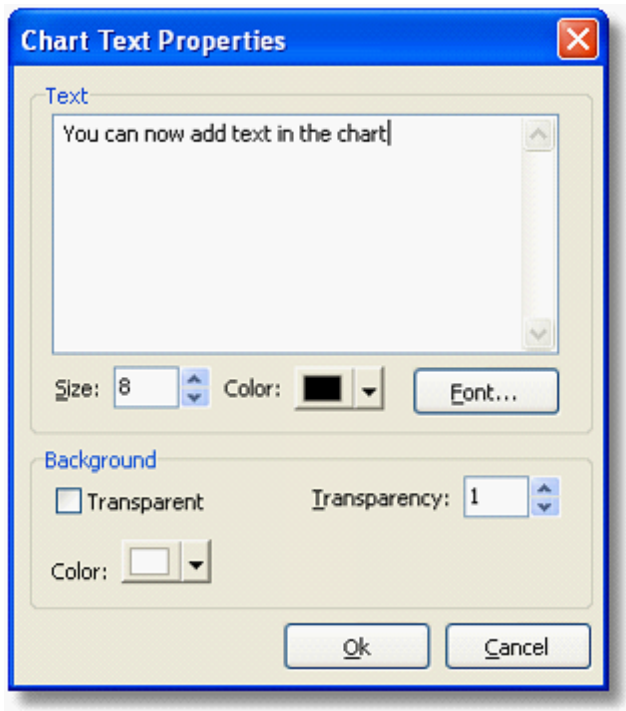 Chart Text Properties
Text
You can now add text in the chart
Size: 8 Color: Font...
Background
Transparent Transparency: 1
Color:
Ok Cancel